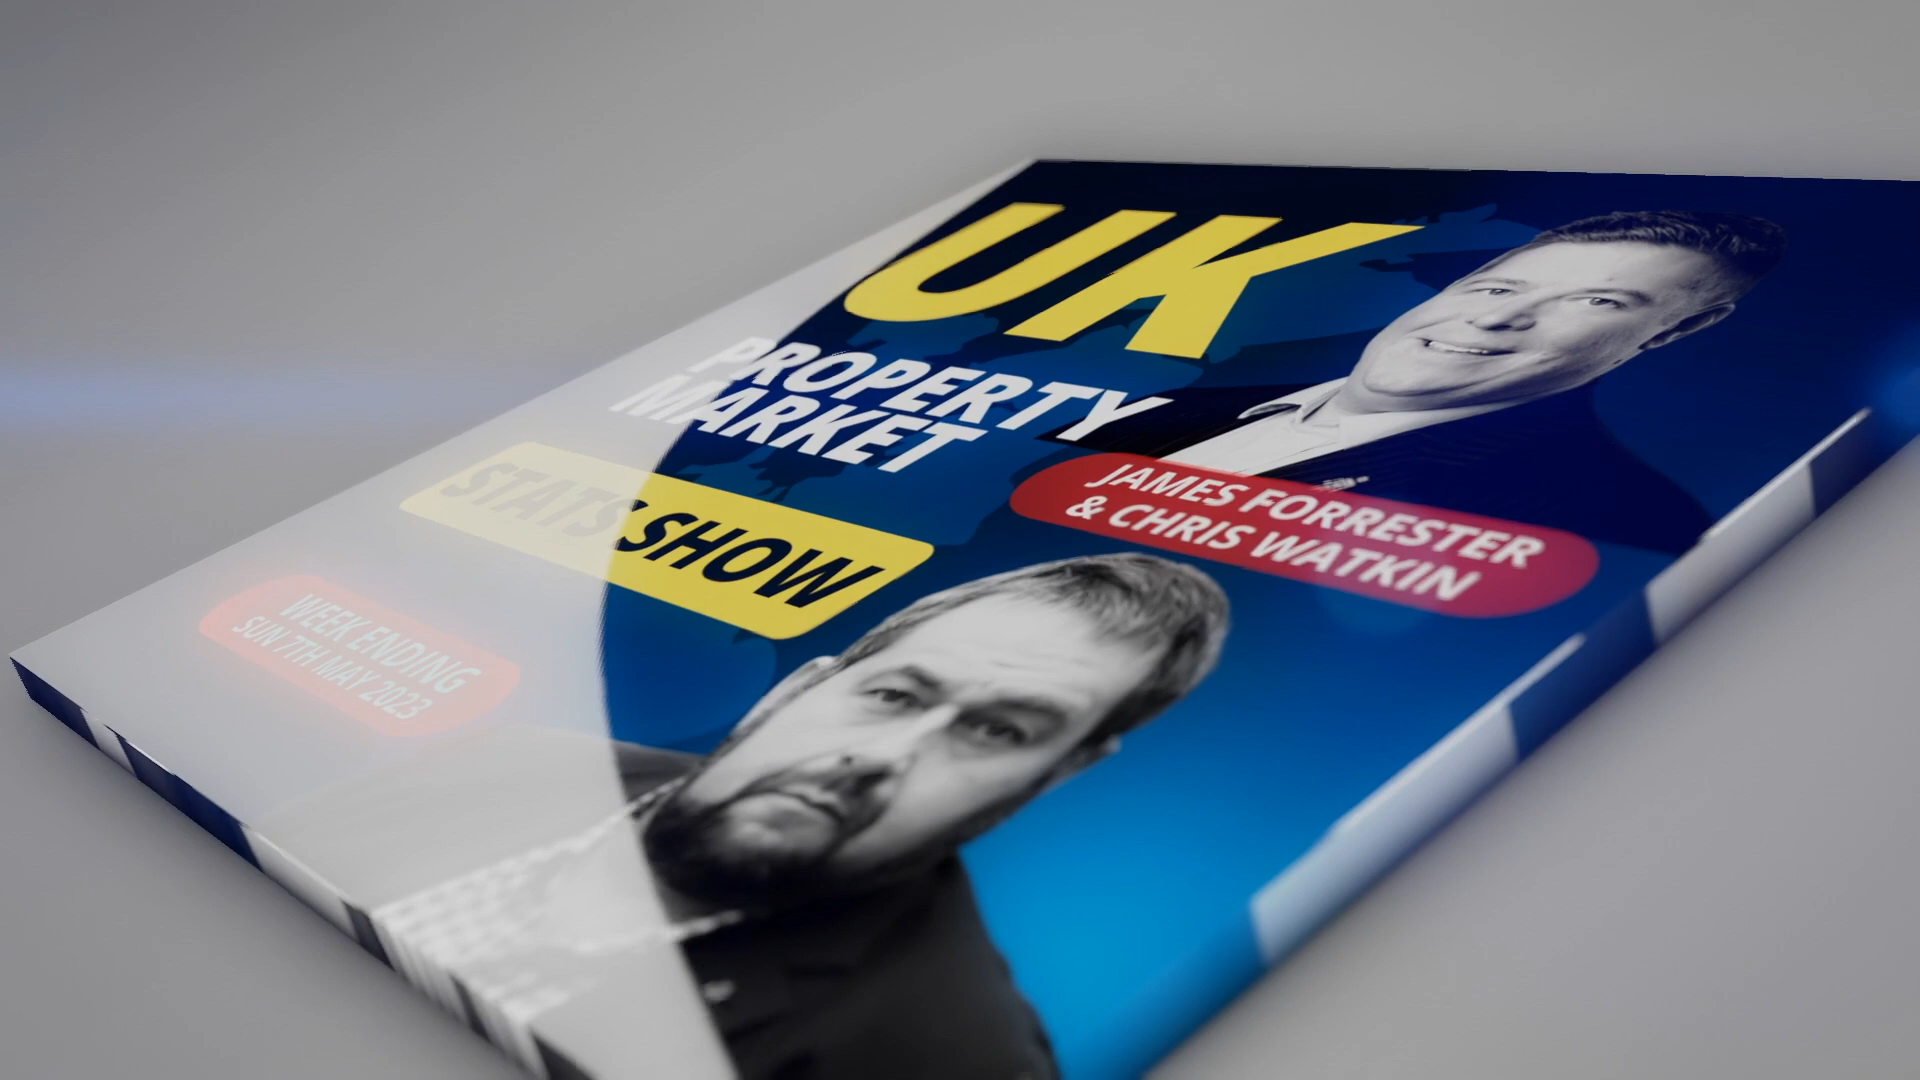 UK
PROPERTY
MARKET
STATS SHOW
JAMES FORRESTER
& CHRIS WATKIN
WEEK ENDING
SUN 7TH MAY 2023